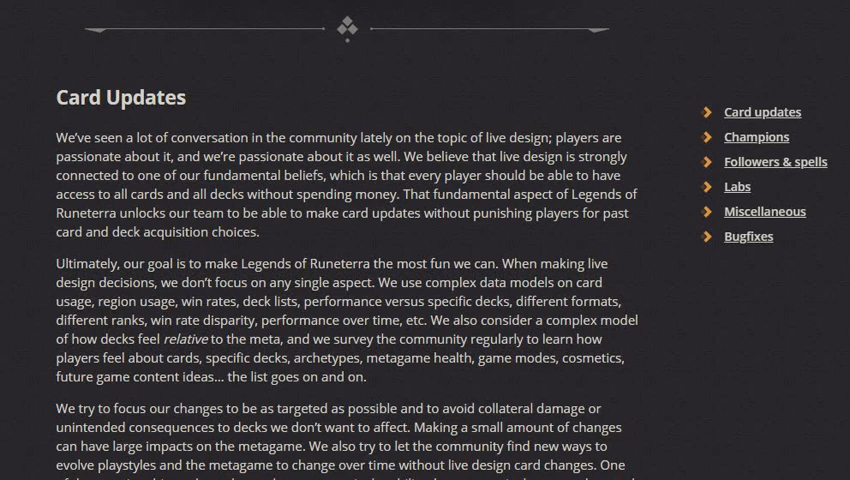 Card Updates
We've seen a lot of conversation in the community lately on the topic of live design; players are
passionate about it, and we're passionate about it as well. We believe that live design is strongly
connected to one of our fundamental beliefs, which is that every player should be able to have
access to all cards and all decks without spending money. That fundamental aspect of Legends of
Runeterra unlocks our team to be able to make card updates without punishing players for past
card and deck acquisition choices.
Ultimately, our goal is to make Legends of Runeterra the most fun we can. When making live
design decisions, we don't focus on any single aspect. We use complex data models on card
usage, region usage, win rates, deck lists, performance versus specific decks, different formats,
different ranks, win rate disparity, performance over time, etc. We also consider a complex model
of how decks feel relative to the meta, and we survey the community regularly to learn how
players feel about cards, specific decks, archetypes, metagame health, game modes, cosmetics,
future game content ideas... the list goes on and on.
We try to focus our changes to be as targeted as possible and to avoid collateral damage or
unintended consequences to decks we don't want to affect. Making a small amount of changes
can have large impacts on the metagame. We also try to let the community find new ways to
evolve playstyles and the metagame to change over time without live design card changes. One
Card updates
Champions
Followers & spells
Labs
Miscellaneous
Bugfixes